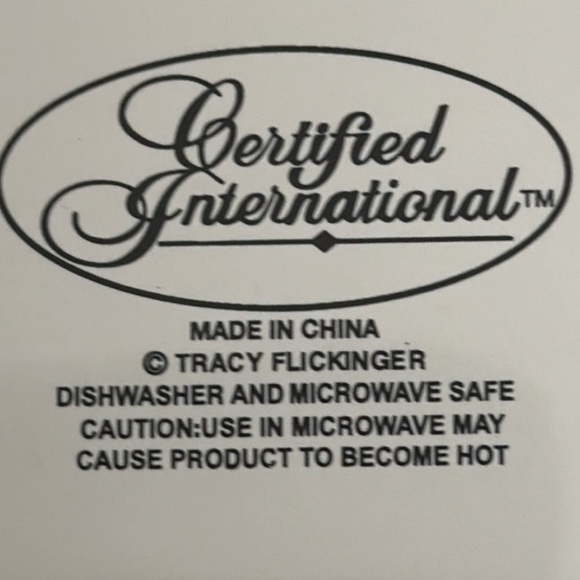 Certified
International™
MADE IN CHINA
© TRACY FLICKINGER
DISHWASHER AND MICROWAVE SAFE
CAUTION:USE IN MICROWAVE MAY
CAUSE PRODUCT TO BECOME HOT